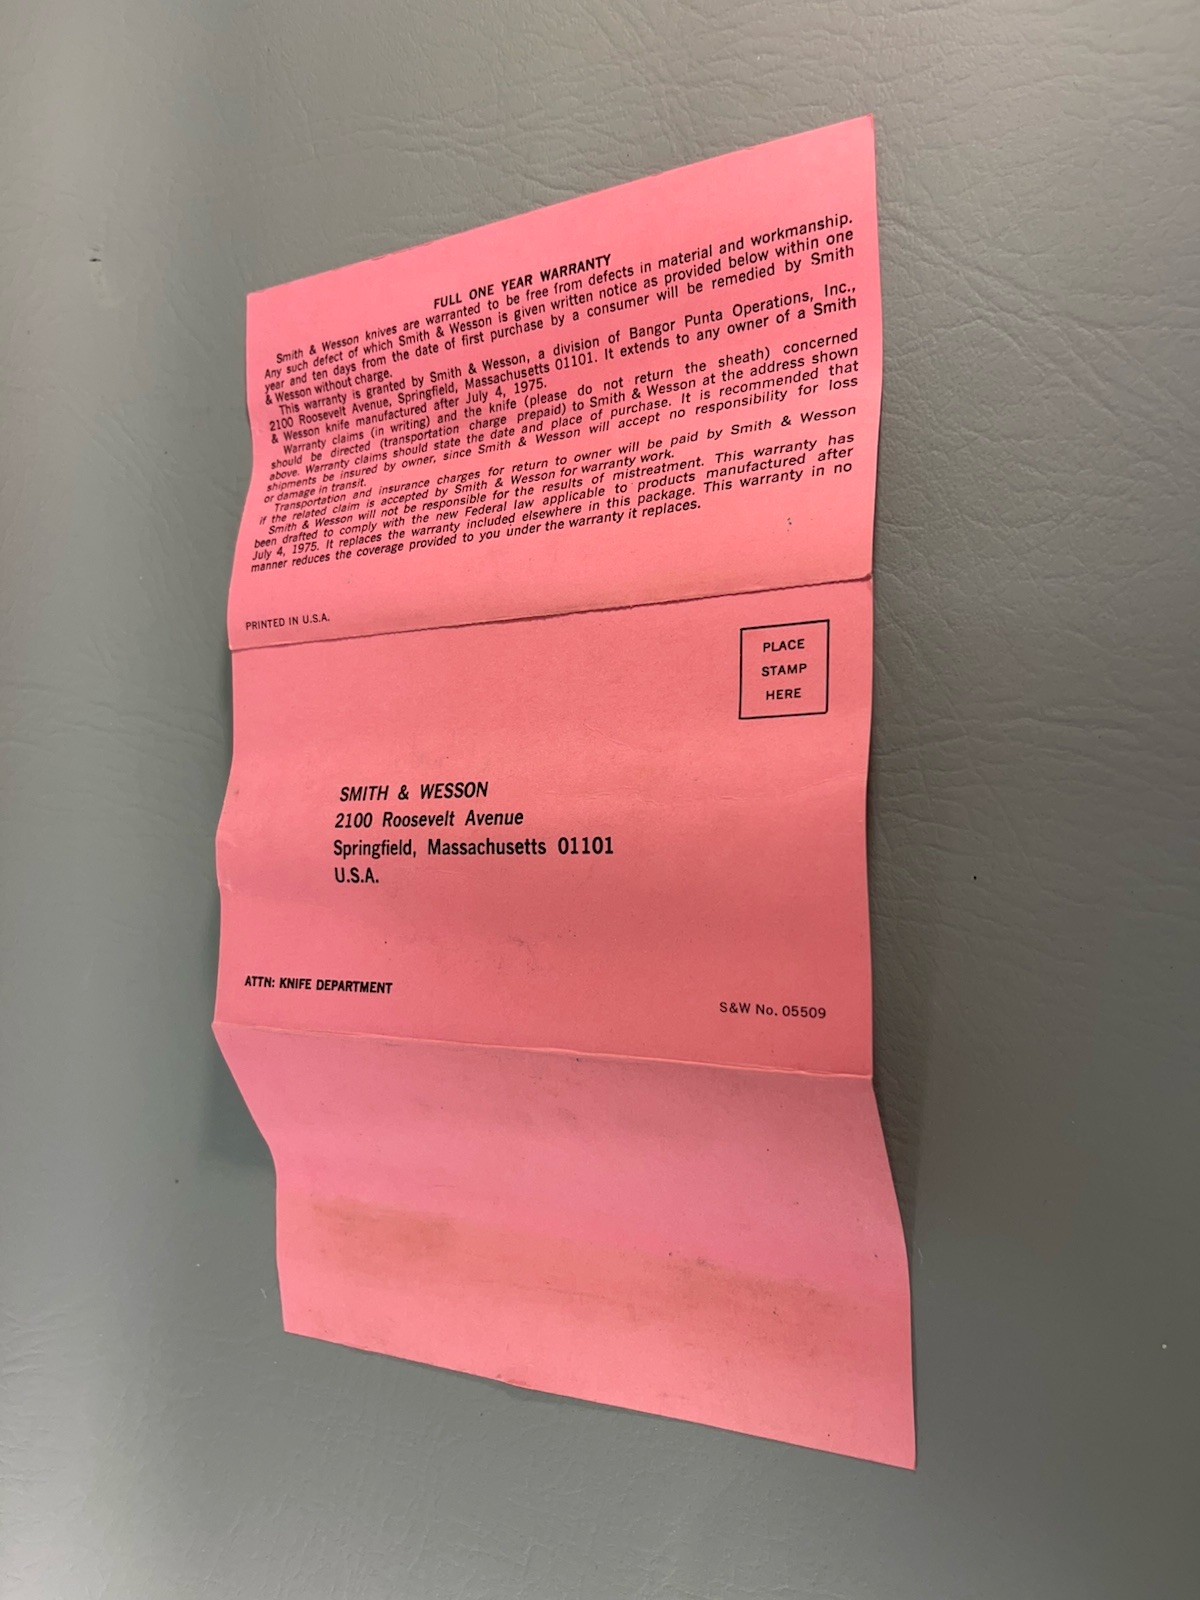 FULL ONE YEAR WARRANTY
Smith & Wesson knives are warranted to be free from defects in material and workmanship.
Any such defect of which Smith & Wesson is given written notice as provided below within one
year and ten days from the date of first purchase by a consumer will be remedied by Smith
& Wesson without charge.
This warranty is granted by Smith & Wesson, a division of Bangor Punta Operations, Inc.,
2100 Roosevelt Avenue, Springfield, Massachusetts 01101. It extends to any owner of a Smith
& Wesson knife manufactured after July 4, 1975.
Warranty claims (in writing) and the knife (please do not return the sheath) concerned
should be directed (transportation charge prepaid) to Smith & Wesson at the address shown
above. Warranty claims should state the date and place of purchase. It is recommended that
shipments be insured by owner, since Smith & Wesson will accept no responsibility for loss
or damage in transit.
Transportation and insurance charges for return to owner will be paid by Smith & Wesson
if the related claim is accepted by Smith & Wesson for warranty work.
Smith & Wesson will not be responsible for the results of mistreatment. This warranty has
been drafted to comply with the new Federal law applicable to products manufactured after
July 4, 1975. It replaces the warranty included elsewhere in this package. This warranty in no
manner reduces the coverage provided to you under the warranty it replaces.
PRINTED IN U.S.A.
PLACE
STAMP
HERE
SMITH & WESSON
2100 Roosevelt Avenue
Springfield, Massachusetts 01101
U.S.A.
ATTN: KNIFE DEPARTMENT
S&W No. 05509